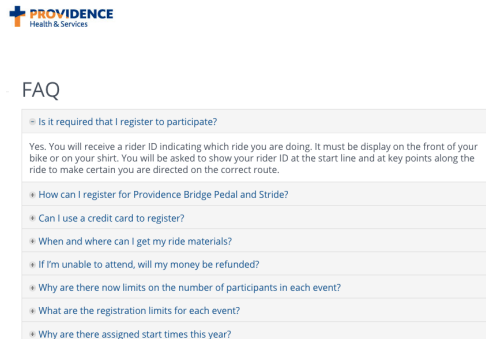 PROVIDENCE
Health & Services
FAQ
Is it required that I register to participate?
Yes. You will receive a rider ID indicating which ride you are doing. It must be display on the front of your
bike or on your shirt. You will be asked to show your rider ID at the start line and at key points along the
ride to make certain you are directed on the correct route.
How can I register for Providence Bridge Pedal and Stride?
Can I use a credit card to register?
When and where can I get my ride materials?
If I'm unable to attend, will my money be refunded?
Why are there now limits on the number of participants in each event?
What are the registration limits for each event?
Why are there assigned start times this year?